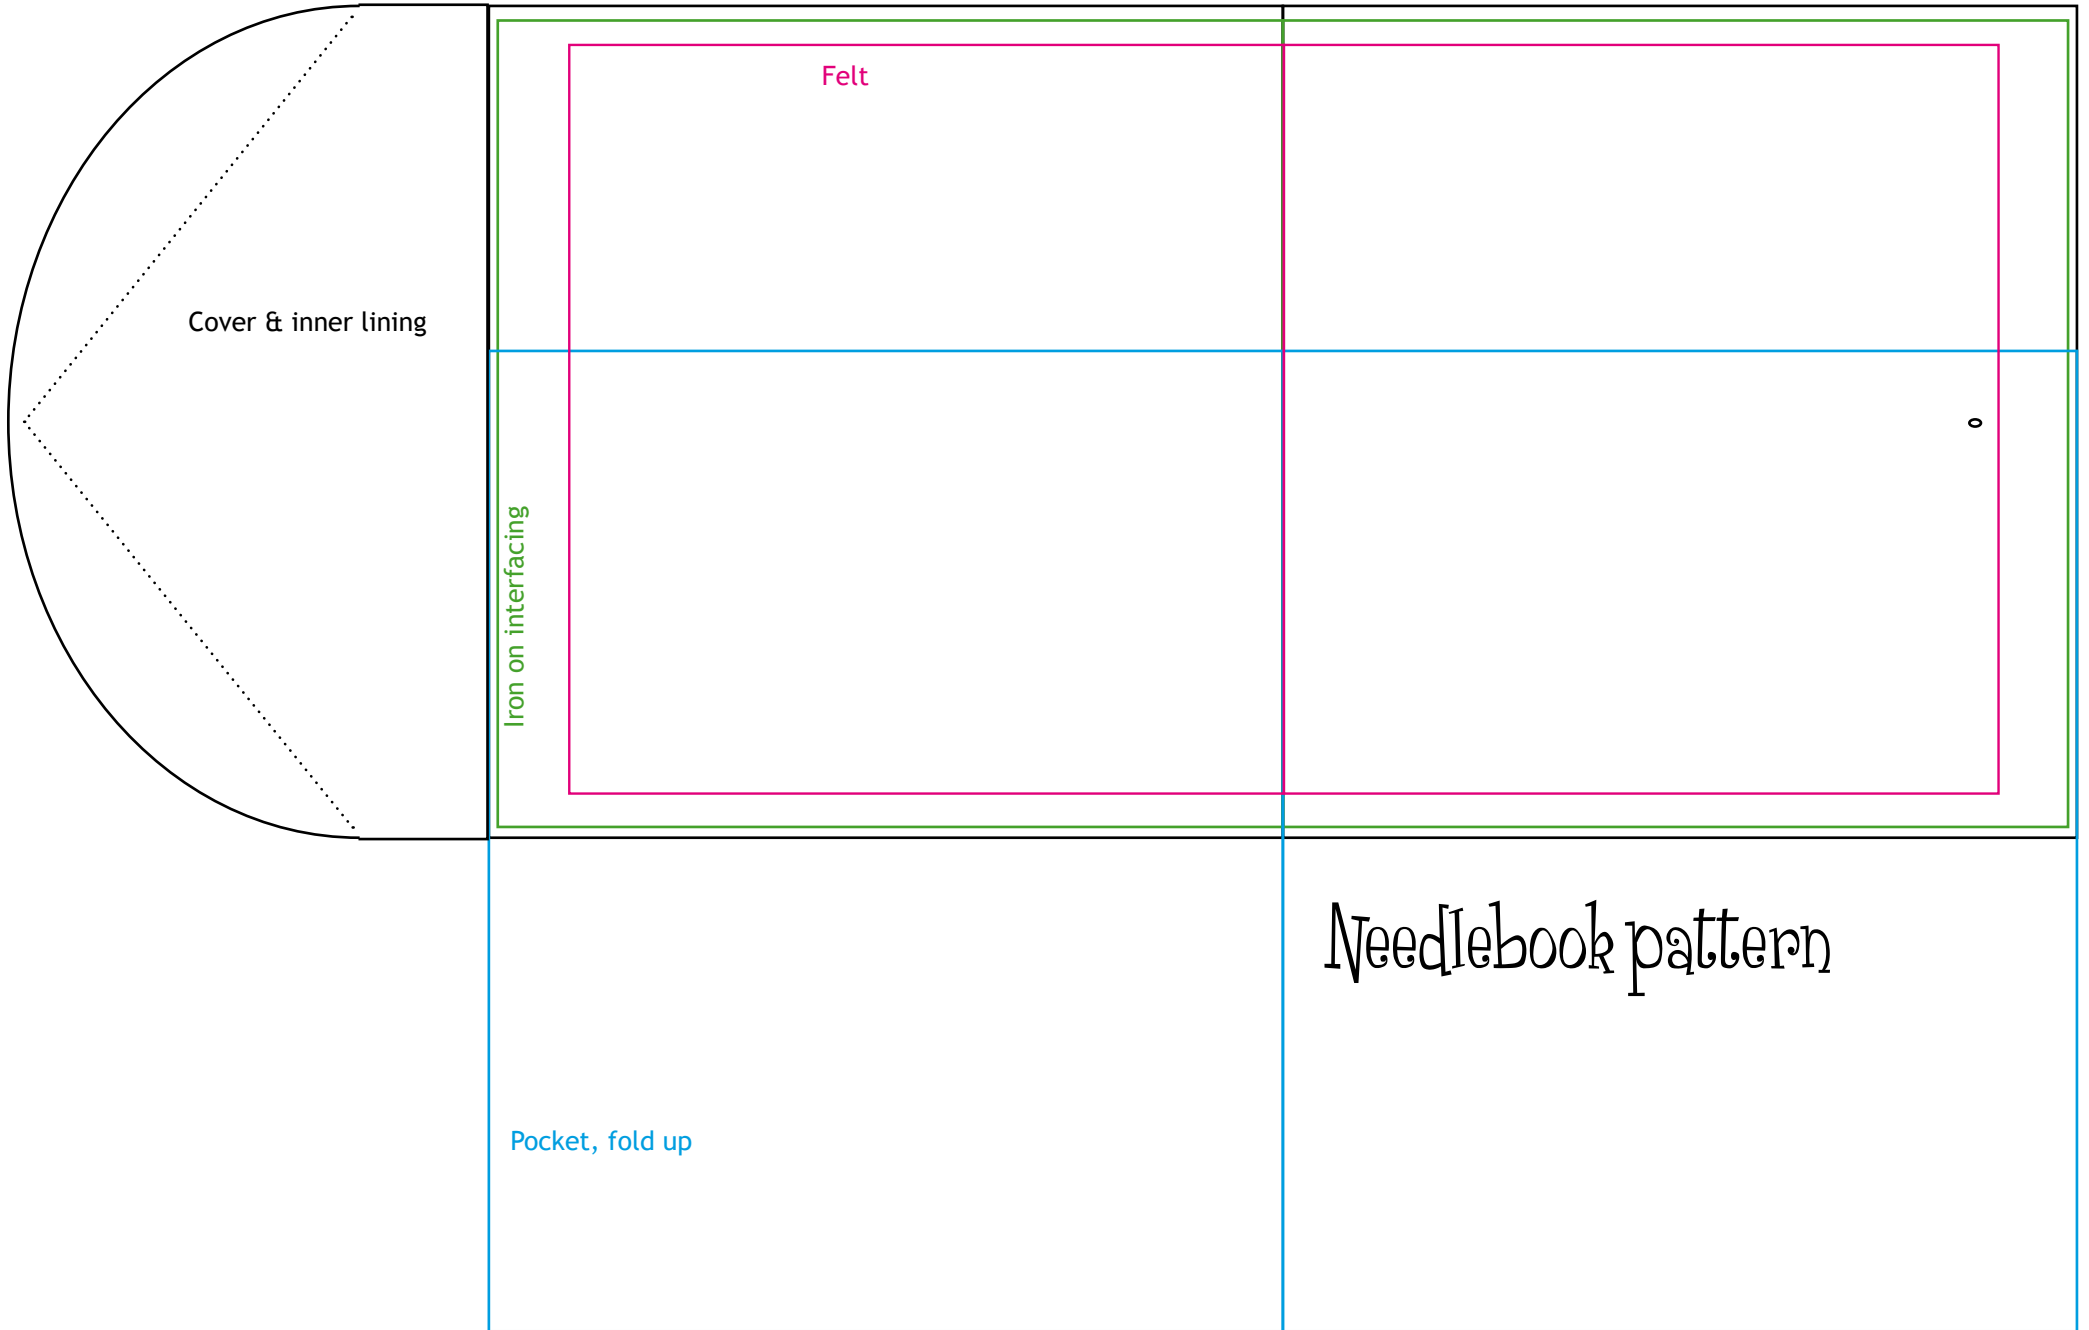 Felt
Cover & inner lining
Iron on interfacing
Needlebook pattern
Pocket, fold up